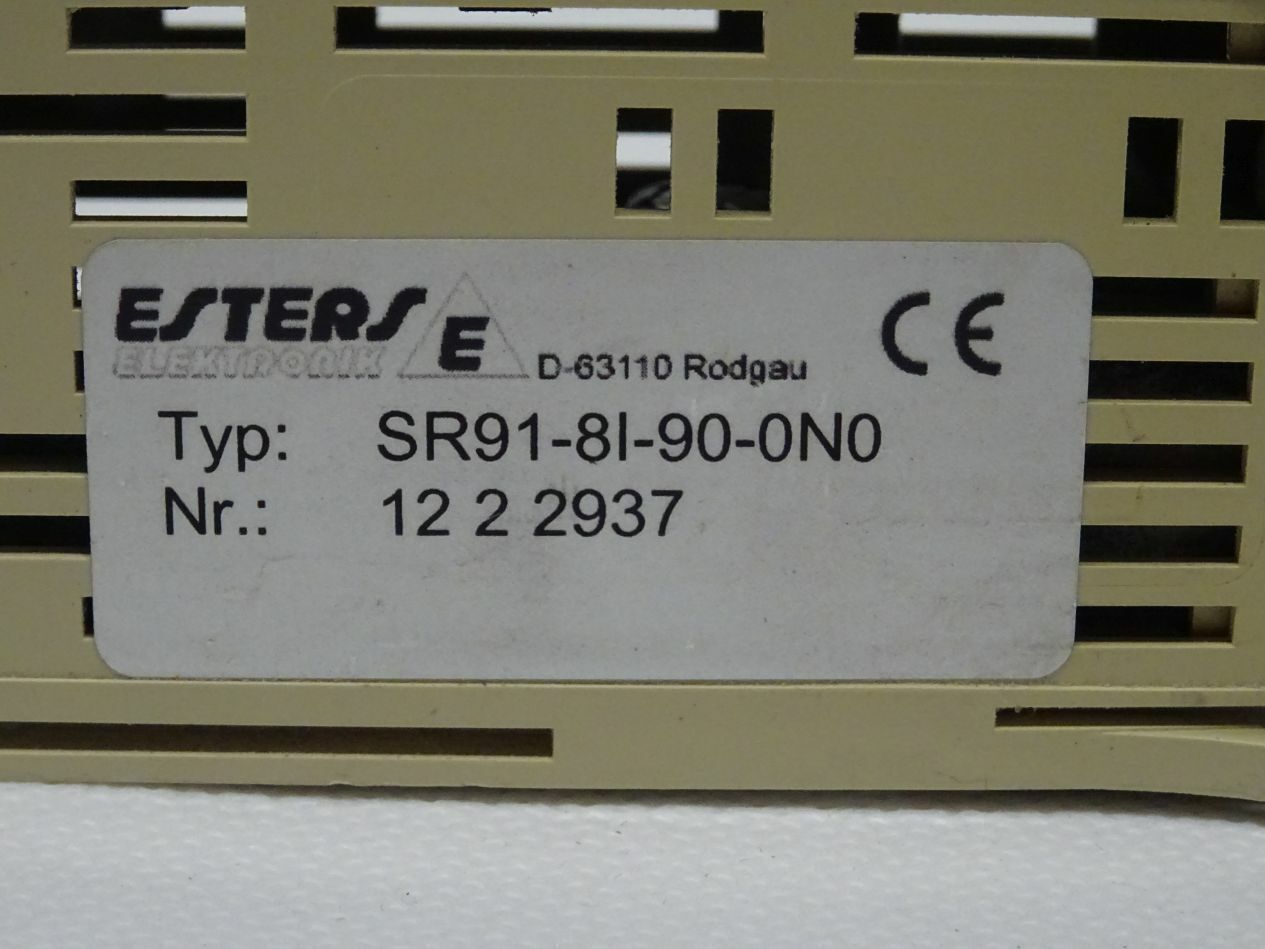 ESTERS
ELEKTRONIK E D-63110 Rodgau CE
Typ: SR91-8I-90-0N0
Nr.: 12 2 2937